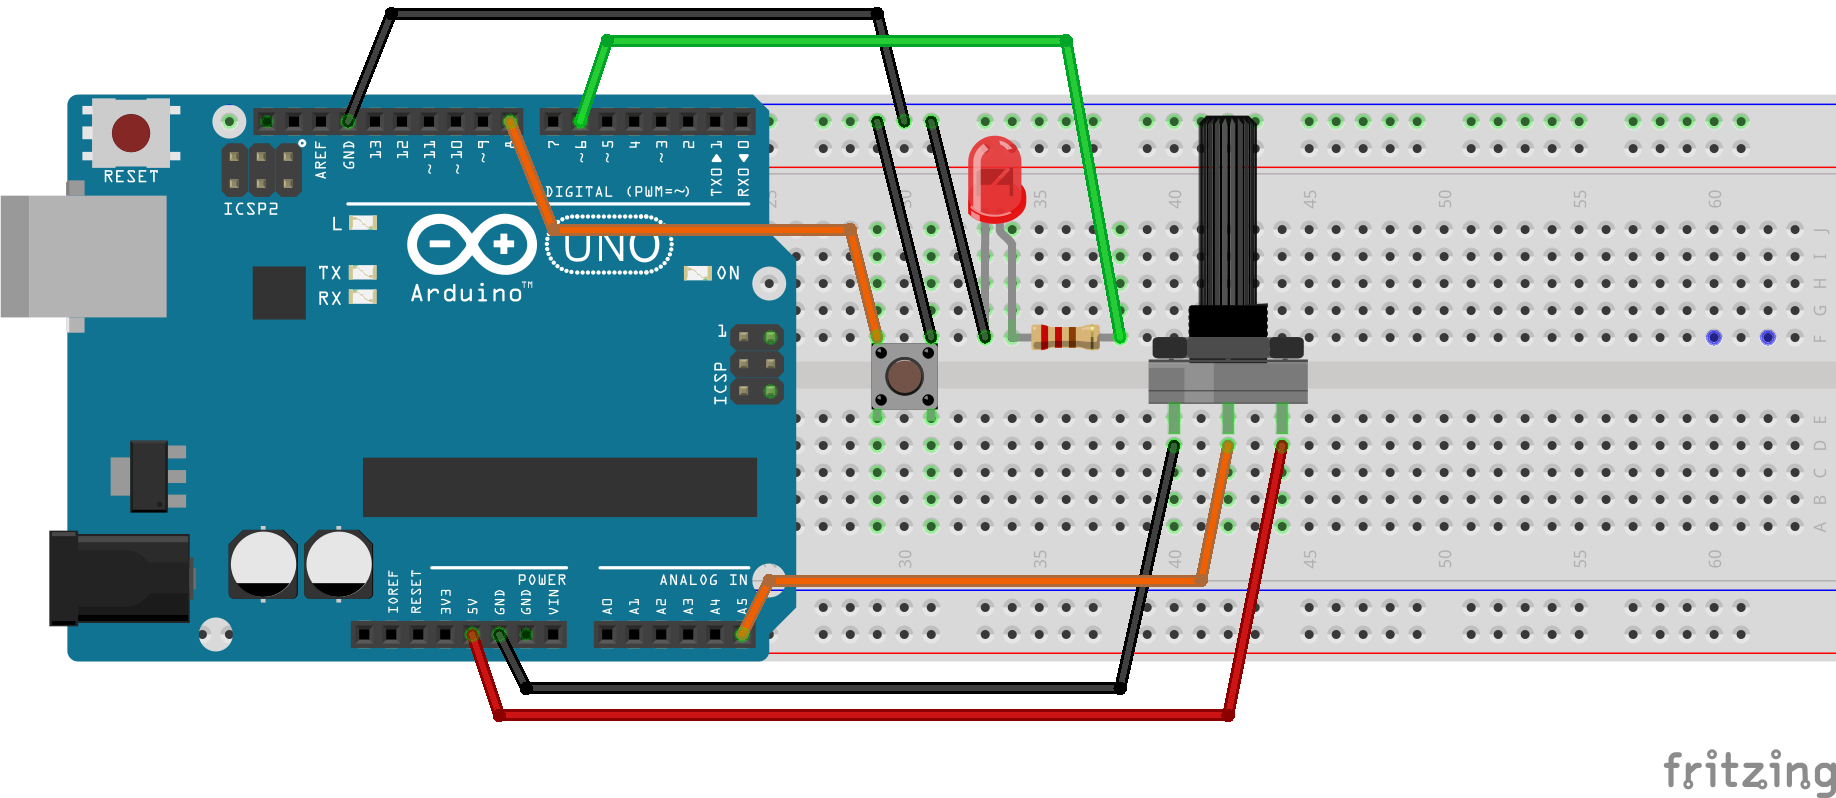 RESET
ICSP2
AREF
GND
13
12
~11
~10
~9
8
7
~6
~5
4
~3
2
TXO▶1
RXO◀0
DIGITAL (PWM=~)
L
TX
RX
Arduino™
UNO
ON
1
ICSP
IOREF
RESET
3V3
5V
GND
GND
VIN
POWER
ANALOG IN
A0
A1
A2
A3
A4
A5
25
30
35
40
45
50
55
60
J
I
H
G
F
E
D
C
B
A
30
35
40
45
50
55
60
fritzing